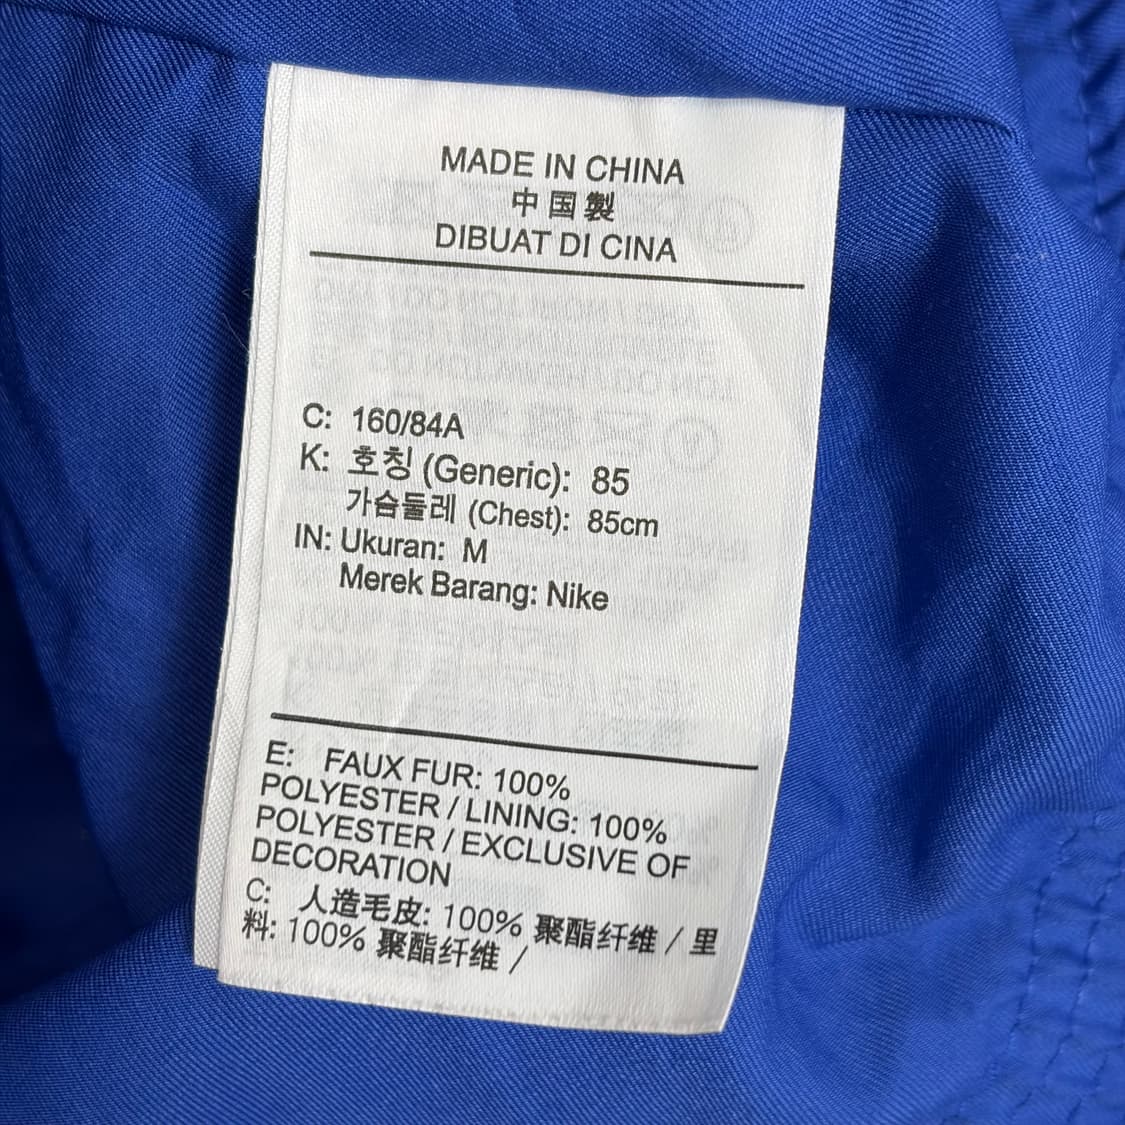 MADE IN CHINA
中国製
DIBUAT DI CINA
C: 160/84A
K: 호칭 (Generic): 85
가슴둘레 (Chest): 85cm
IN: Ukuran: M
Merek Barang: Nike
E: FAUX FUR: 100%
POLYESTER / LINING: 100%
POLYESTER / EXCLUSIVE OF
DECORATION
C: 人造毛皮: 100% 聚酯纤维 / 里
料: 100% 聚酯纤维 /